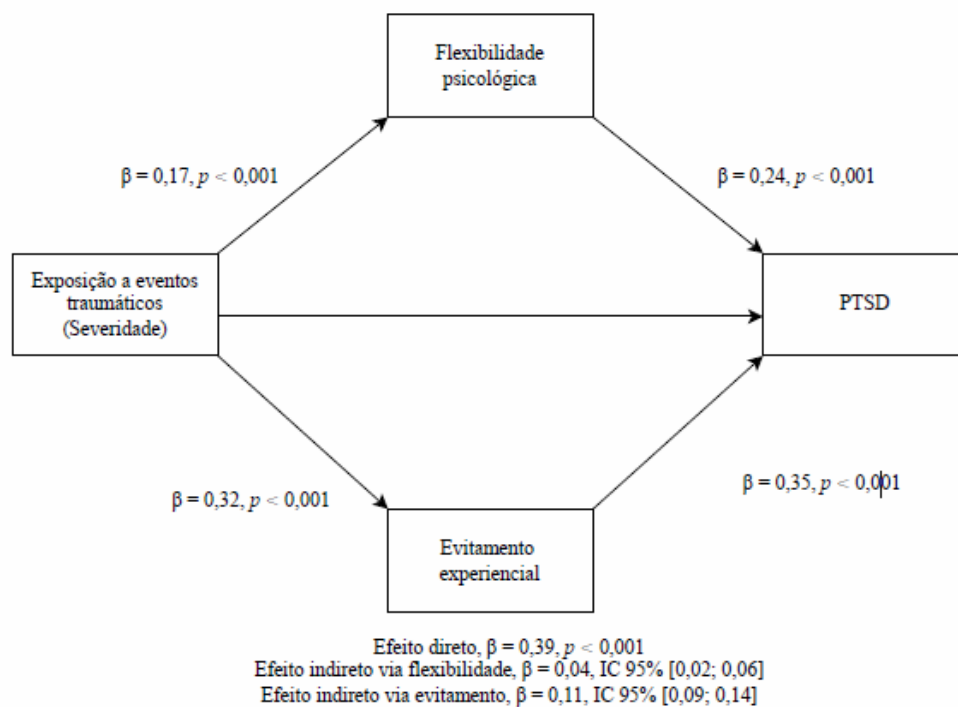 Flexibilidade
psicológica
β = 0,17, p < 0,001
β = 0,24, p < 0,001
Exposição a eventos
traumáticos
(Severidade)
PTSD
β = 0,32, p < 0,001
β = 0,35, p < 0,001
Evitamento
experiencial
Efeito direto, β = 0,39, p < 0,001
Efeito indireto via flexibilidade, β = 0,04, IC 95% [0,02; 0,06]
Efeito indireto via evitamento, β = 0,11, IC 95% [0,09; 0,14]